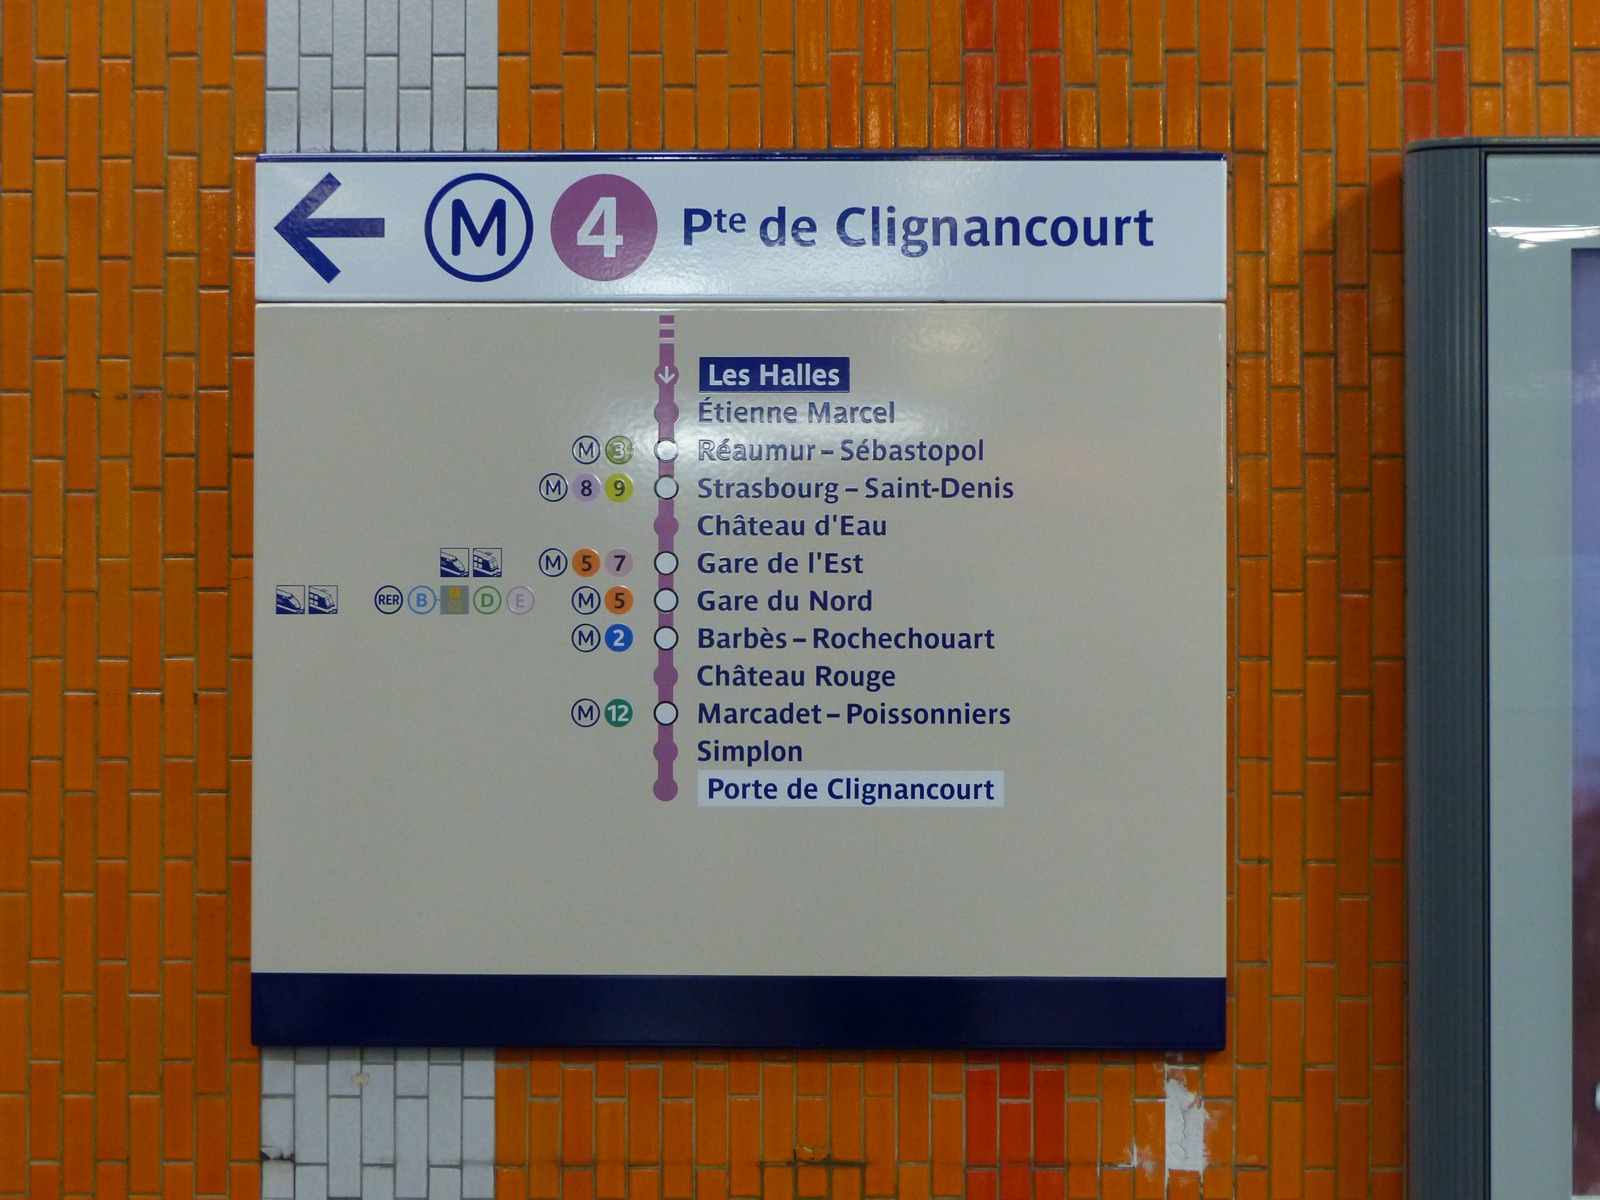 M 4 Pte de Clignancourt
Les Halles
Étienne Marcel
M 3 Réaumur – Sébastopol
M 8 9 Strasbourg – Saint-Denis
Château d'Eau
M 5 7 Gare de l'Est
RER B D E M 5 Gare du Nord
M 2 Barbès – Rochechouart
Château Rouge
M 12 Marcadet – Poissonniers
Simplon
Porte de Clignancourt